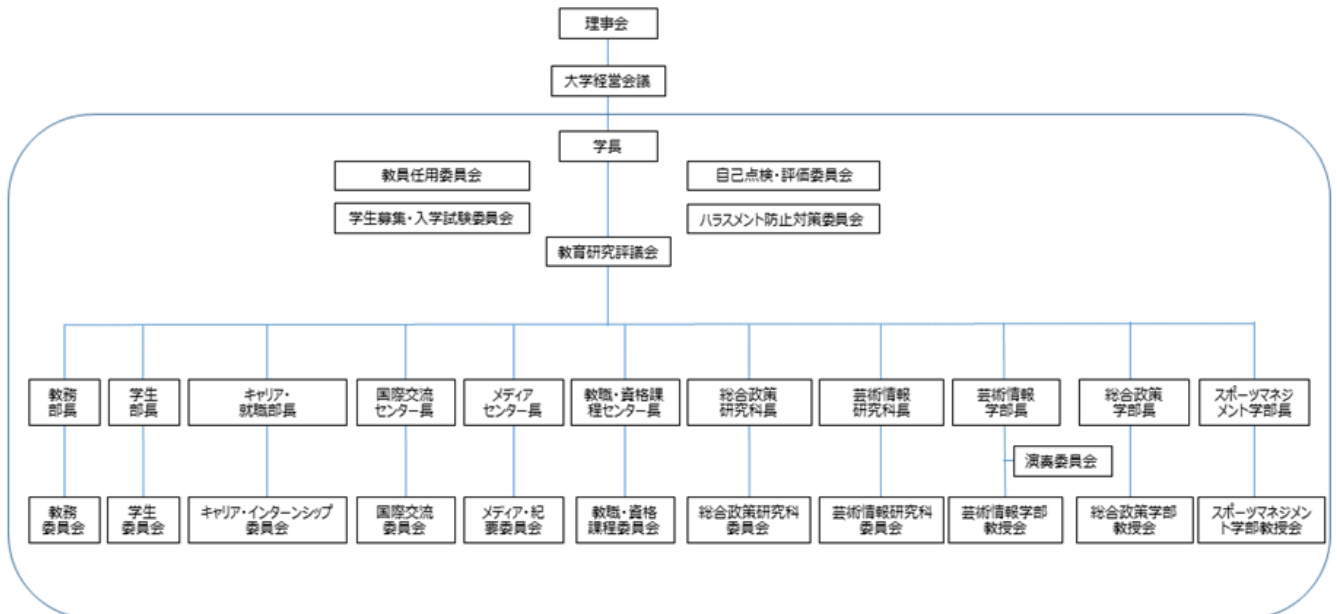 理事会
大学経営会議
学長
教員任用委員会
自己点検・評価委員会
学生募集・入学試験委員会
ハラスメント防止対策委員会
教育研究評議会
教務
部長
学生
部長
キャリア・
就職部長
国際交流
センター長
メディア
センター長
教職・資格課
程センター長
総合政策
研究科長
芸術情報
研究科長
芸術情報
学部長
総合政策
学部長
スポーツマネジ
メント学部長
演奏委員会
教務
委員会
学生
委員会
キャリア・インターンシップ
委員会
国際交流
委員会
メディア・紀
要委員会
教職・資格
課程委員会
総合政策研究科
委員会
芸術情報研究科
委員会
芸術情報学部
教授会
総合政策学部
教授会
スポーツマネジメン
ト学部教授会